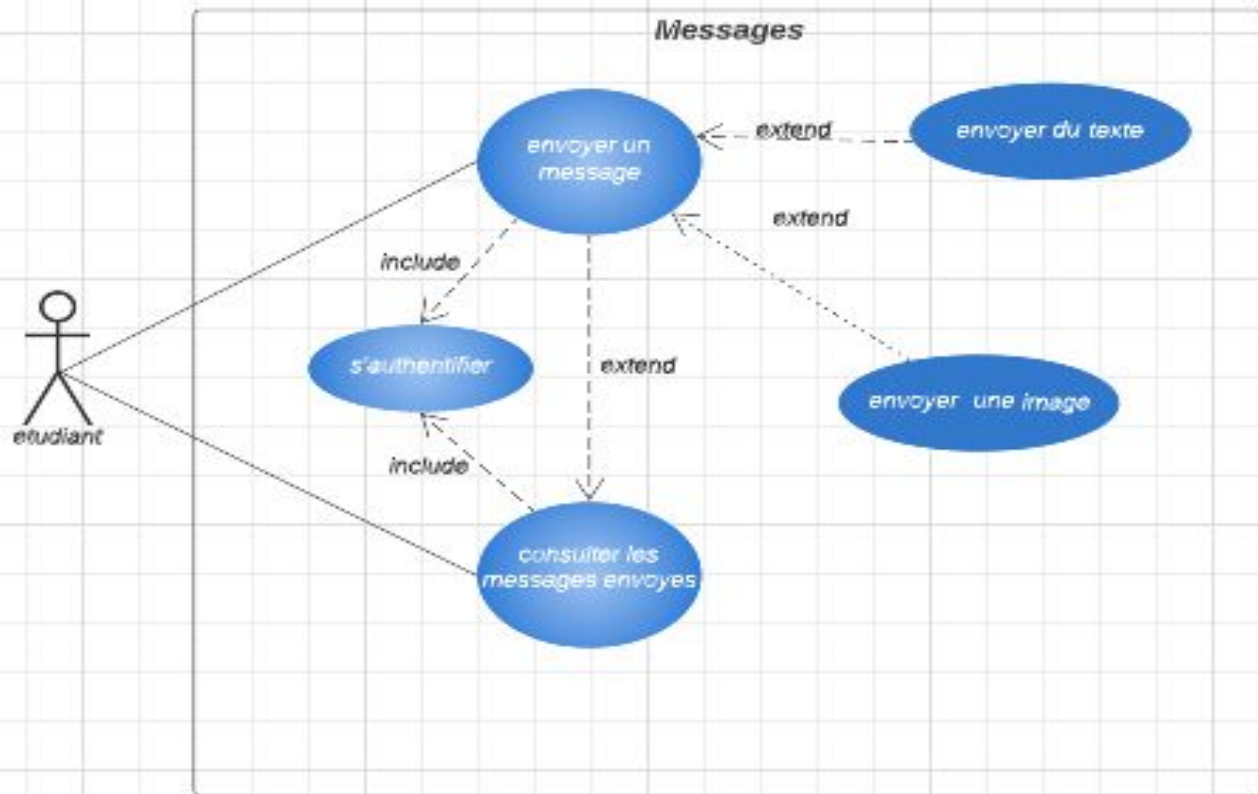 Messages
envoyer un
message
extend
envoyer du texte
extend
include
s'authentifier
extend
envoyer une image
etudiant
include
consulter les
messages envoyes